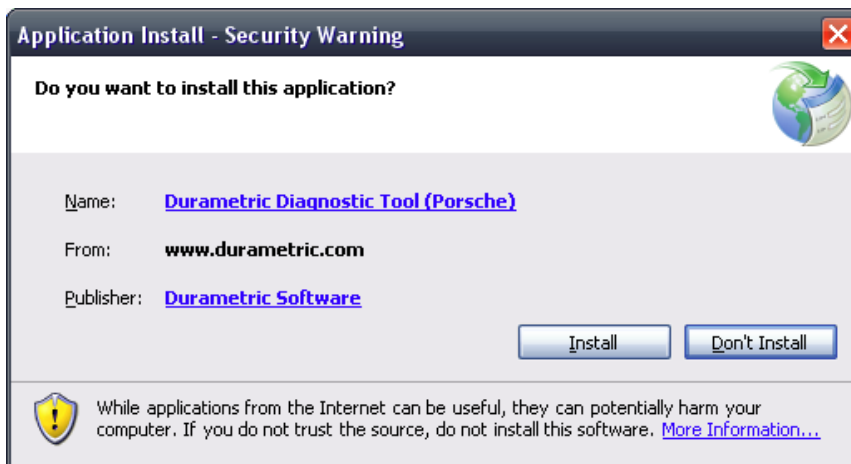 Application Install - Security Warning
Do you want to install this application?
Name: Durametric Diagnostic Tool (Porsche)
From: www.durametric.com
Publisher: Durametric Software
Install Don't Install
While applications from the Internet can be useful, they can potentially harm your
computer. If you do not trust the source, do not install this software. More Information...